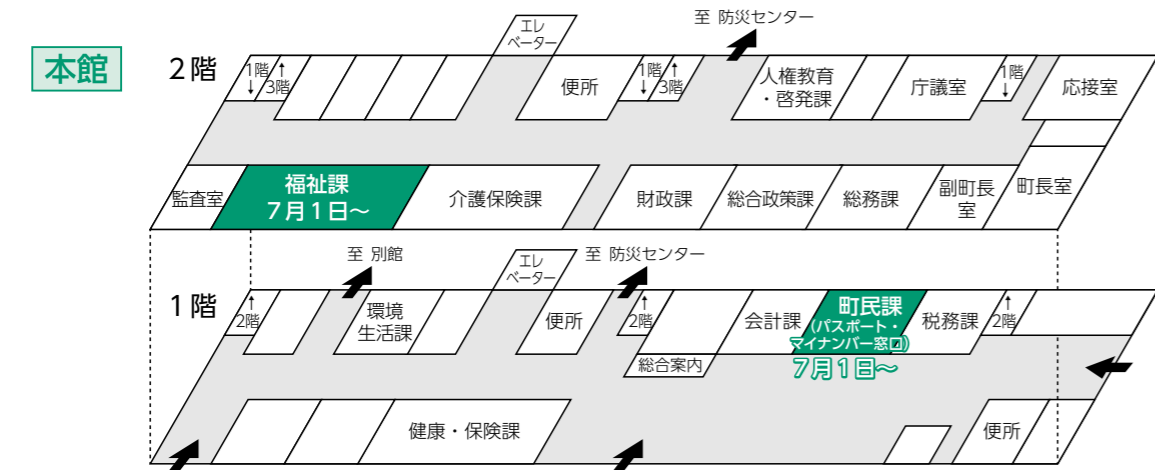 本館
2階
エレ
ベーター
至 防災センター
1階
↓
↑
3階
便所
1階
↓
↑
3階
人権教育
・啓発課
庁議室
1階
↓
応接室
監査室
福祉課
7月1日〜
介護保険課
財政課
総合政策課
総務課
副町長
室
町長室
1階
至 別館
エレ
ベーター
至 防災センター
↑
2階
環境
生活課
便所
↑
2階
会計課
町民課
(パスポート・
マイナンバー窓口)
7月1日〜
税務課
↑
2階
総合案内
健康・保険課
便所